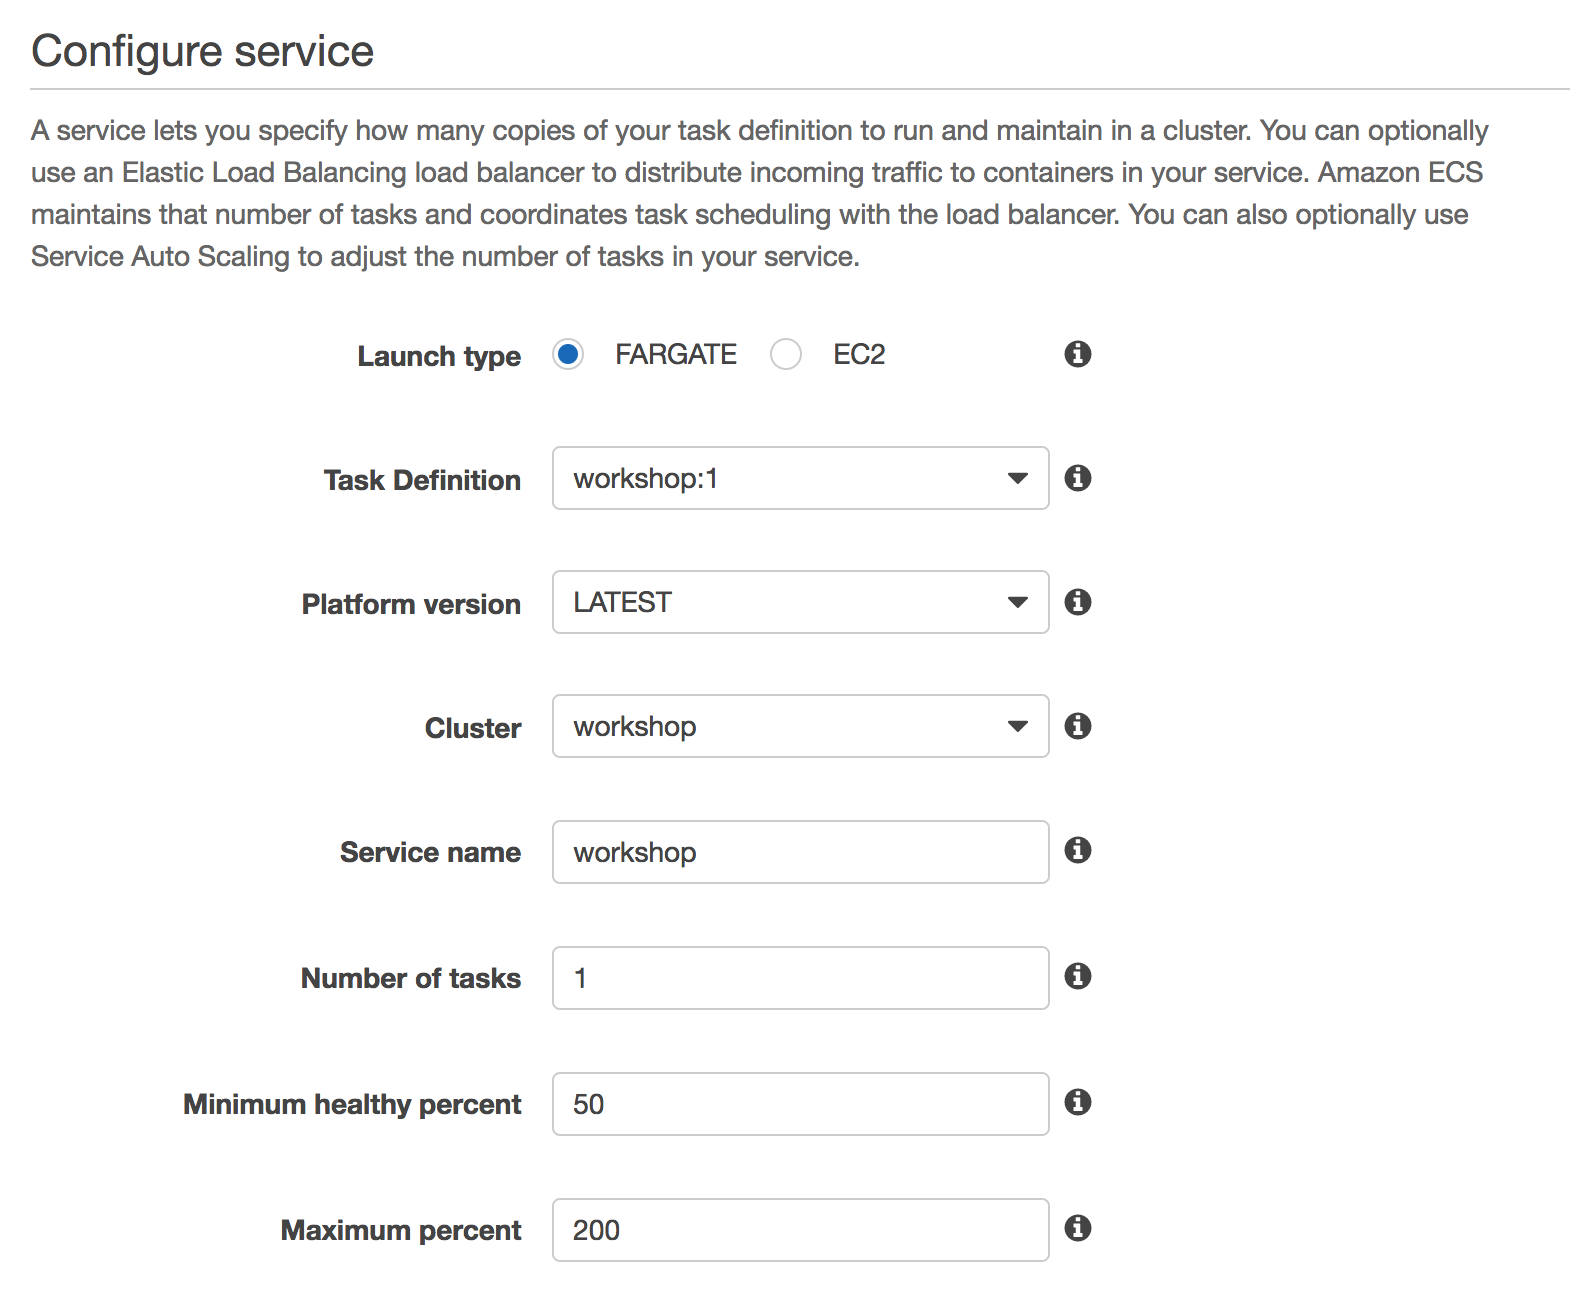 Configure service
A service lets you specify how many copies of your task definition to run and maintain in a cluster. You can optionally
use an Elastic Load Balancing load balancer to distribute incoming traffic to containers in your service. Amazon ECS
maintains that number of tasks and coordinates task scheduling with the load balancer. You can also optionally use
Service Auto Scaling to adjust the number of tasks in your service.
Launch type FARGATE EC2
Task Definition workshop:1
Platform version LATEST
Cluster workshop
Service name workshop
Number of tasks 1
Minimum healthy percent 50
Maximum percent 200